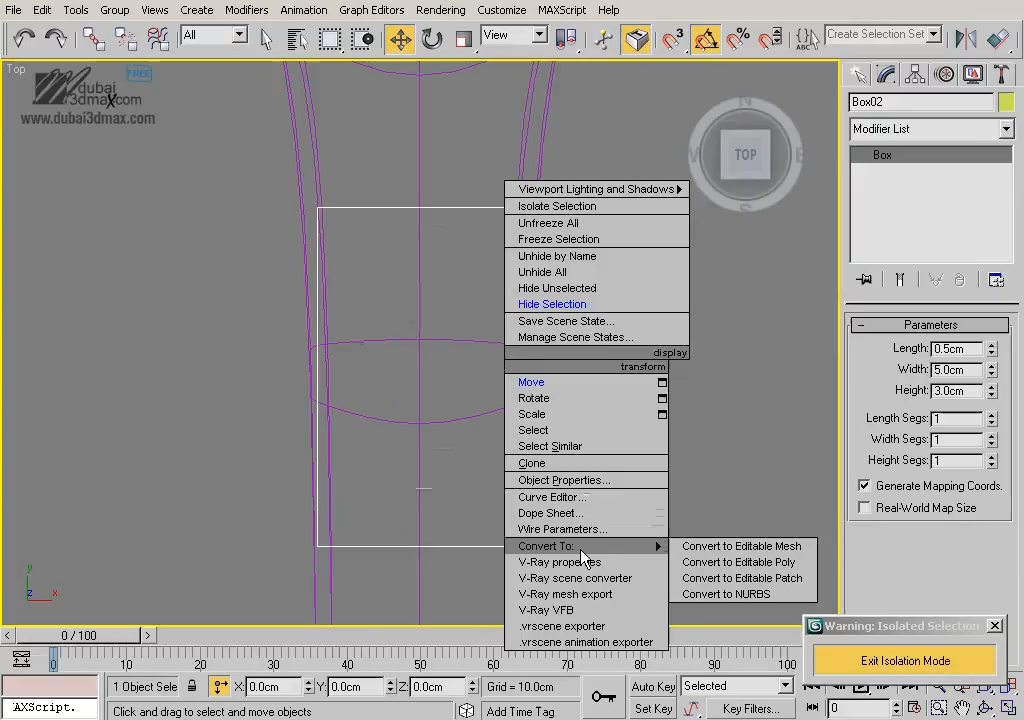 File Edit Tools Group Views Create Modifiers Animation Graph Editors Rendering Customize MAXScript Help
All View 3 % ABC Create Selection Set
Top
FREE
dubai
3dmax.com
www.dubai3dmax.com
N
TOP
S
Box02
Modifier List
Box
Viewport Lighting and Shadows
Isolate Selection
Unfreeze All
Freeze Selection
Unhide by Name
Unhide All
Hide Unselected
Hide Selection
Save Scene State...
Manage Scene States...
display
transform
Move
Rotate
Scale
Select
Select Similar
Clone
Object Properties...
Curve Editor...
Dope Sheet...
Wire Parameters...
Convert To:
V-Ray properties
V-Ray scene converter
V-Ray mesh export
V-Ray VFB
.vrscene exporter
.vrscene animation exporter
Convert to Editable Mesh
Convert to Editable Poly
Convert to Editable Patch
Convert to NURBS
Parameters
Length: 0.5cm
Width: 5.0cm
Height: 3.0cm
Length Segs: 1
Width Segs: 1
Height Segs: 1
Generate Mapping Coords.
Real-World Map Size
Warning: Isolated Selection
Exit Isolation Mode
y
z x
< 0 / 100 >
0 10 20 30 40 50 60 70 80 90 100
1 Object Sele X: 0.0cm Y: 0.0cm Z: 0.0cm Grid = 10.0cm Auto Key Selected
AXScript. Click and drag to select and move objects Add Time Tag Set Key Key Filters... 0